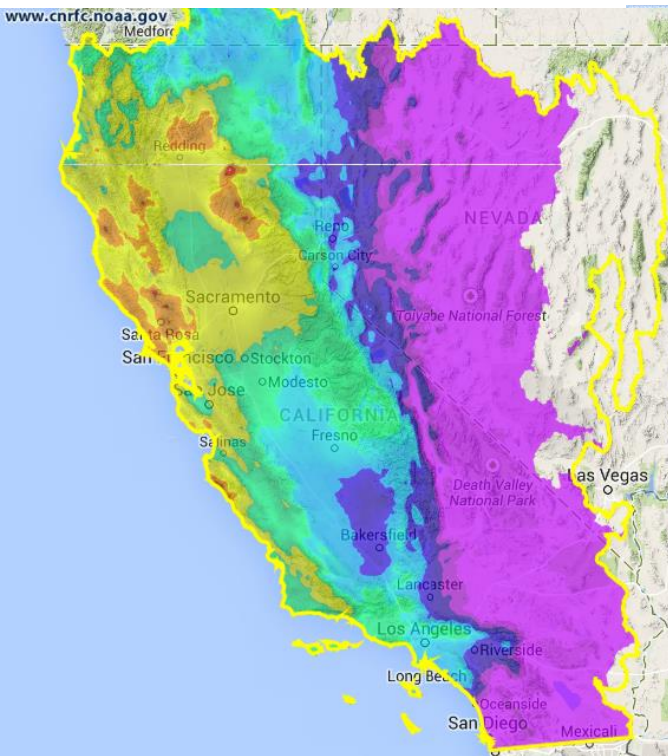 www.cnrfc.noaa.gov
Medford
Redding
NEVADA
Reno
Carson City
Toiyabe National Forest
Sacramento
Santa Rosa
San Francisco
Stockton
San Jose
Modesto
CALIFORNIA
Salinas
Fresno
Las Vegas
Death Valley
National Park
Bakersfield
Lancaster
Los Angeles
Riverside
Long Beach
Oceanside
San Diego
Mexicali